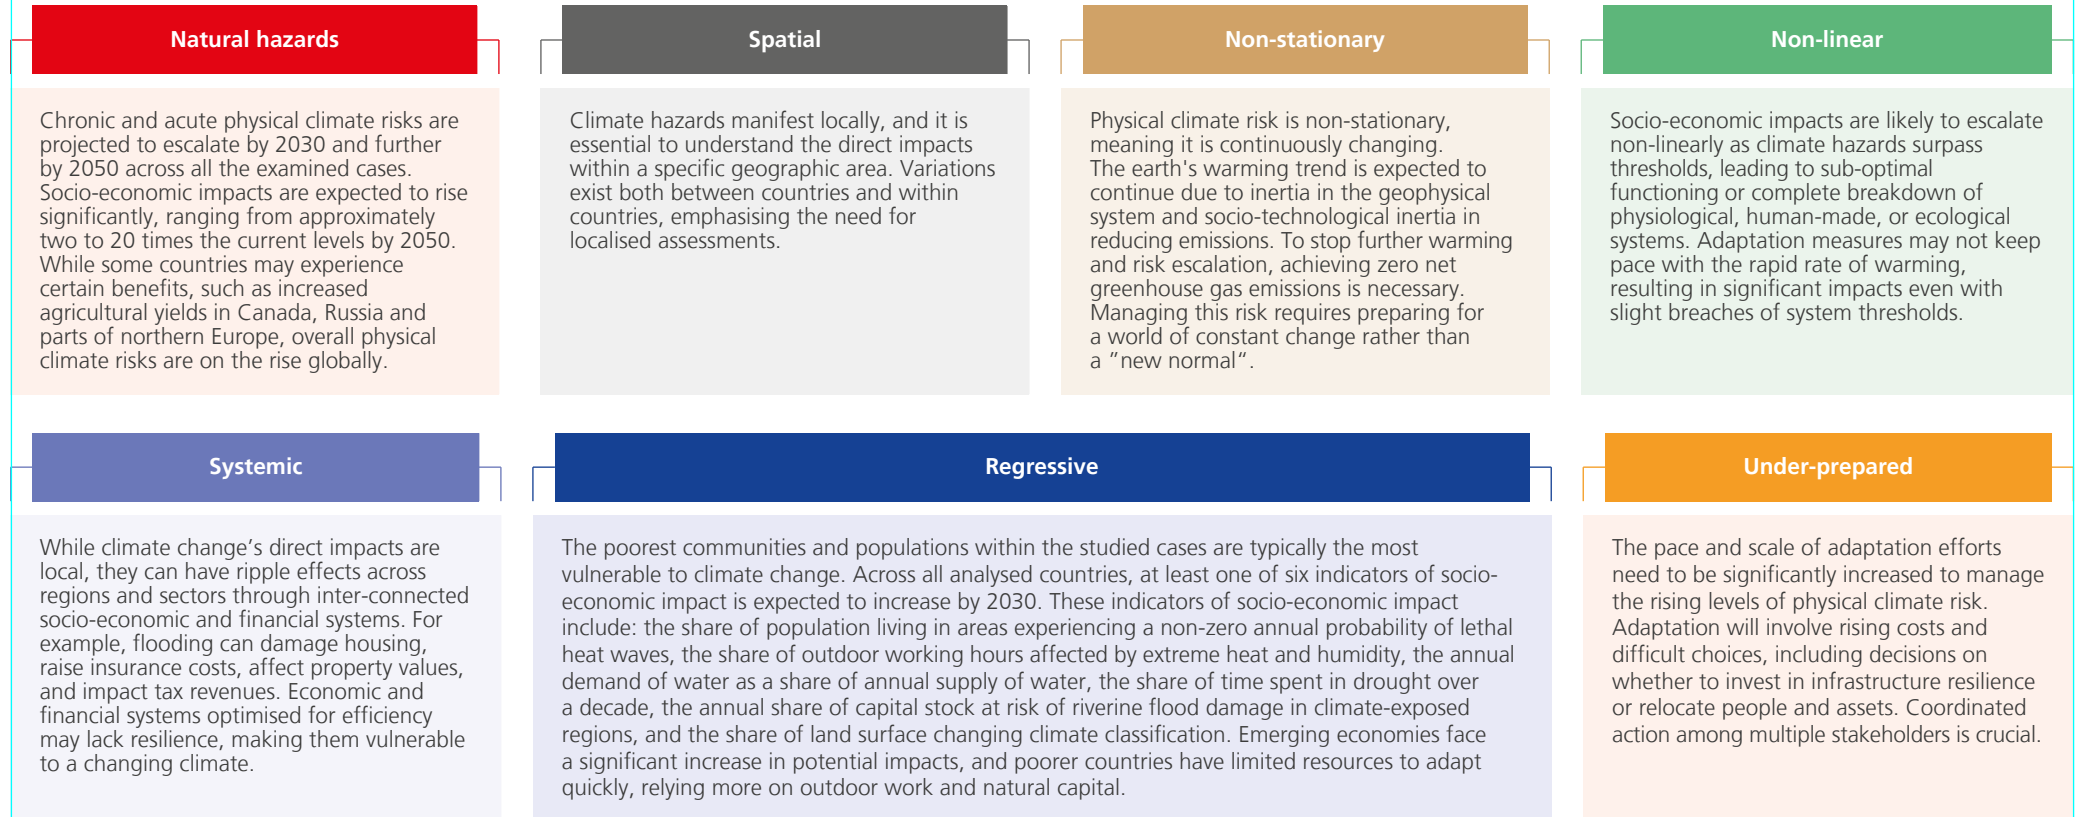 Natural hazards
Chronic and acute physical climate risks are
projected to escalate by 2030 and further
by 2050 across all the examined cases.
Socio-economic impacts are expected to rise
significantly, ranging from approximately
two to 20 times the current levels by 2050.
While some countries may experience
certain benefits, such as increased
agricultural yields in Canada, Russia and
parts of northern Europe, overall physical
climate risks are on the rise globally.
Spatial
Climate hazards manifest locally, and it is
essential to understand the direct impacts
within a specific geographic area. Variations
exist both between countries and within
countries, emphasising the need for
localised assessments.
Non-stationary
Physical climate risk is non-stationary,
meaning it is continuously changing.
The earth's warming trend is expected to
continue due to inertia in the geophysical
system and socio-technological inertia in
reducing emissions. To stop further warming
and risk escalation, achieving zero net
greenhouse gas emissions is necessary.
Managing this risk requires preparing for
a world of constant change rather than
a ”new normal“.
Non-linear
Socio-economic impacts are likely to escalate
non-linearly as climate hazards surpass
thresholds, leading to sub-optimal
functioning or complete breakdown of
physiological, human-made, or ecological
systems. Adaptation measures may not keep
pace with the rapid rate of warming,
resulting in significant impacts even with
slight breaches of system thresholds.
Systemic
While climate change’s direct impacts are
local, they can have ripple effects across
regions and sectors through inter-connected
socio-economic and financial systems. For
example, flooding can damage housing,
raise insurance costs, affect property values,
and impact tax revenues. Economic and
financial systems optimised for efficiency
may lack resilience, making them vulnerable
to a changing climate.
Regressive
The poorest communities and populations within the studied cases are typically the most
vulnerable to climate change. Across all analysed countries, at least one of six indicators of socio-
economic impact is expected to increase by 2030. These indicators of socio-economic impact
include: the share of population living in areas experiencing a non-zero annual probability of lethal
heat waves, the share of outdoor working hours affected by extreme heat and humidity, the annual
demand of water as a share of annual supply of water, the share of time spent in drought over
a decade, the annual share of capital stock at risk of riverine flood damage in climate-exposed
regions, and the share of land surface changing climate classification. Emerging economies face
a significant increase in potential impacts, and poorer countries have limited resources to adapt
quickly, relying more on outdoor work and natural capital.
Under-prepared
The pace and scale of adaptation efforts
need to be significantly increased to manage
the rising levels of physical climate risk.
Adaptation will involve rising costs and
difficult choices, including decisions on
whether to invest in infrastructure resilience
or relocate people and assets. Coordinated
action among multiple stakeholders is crucial.